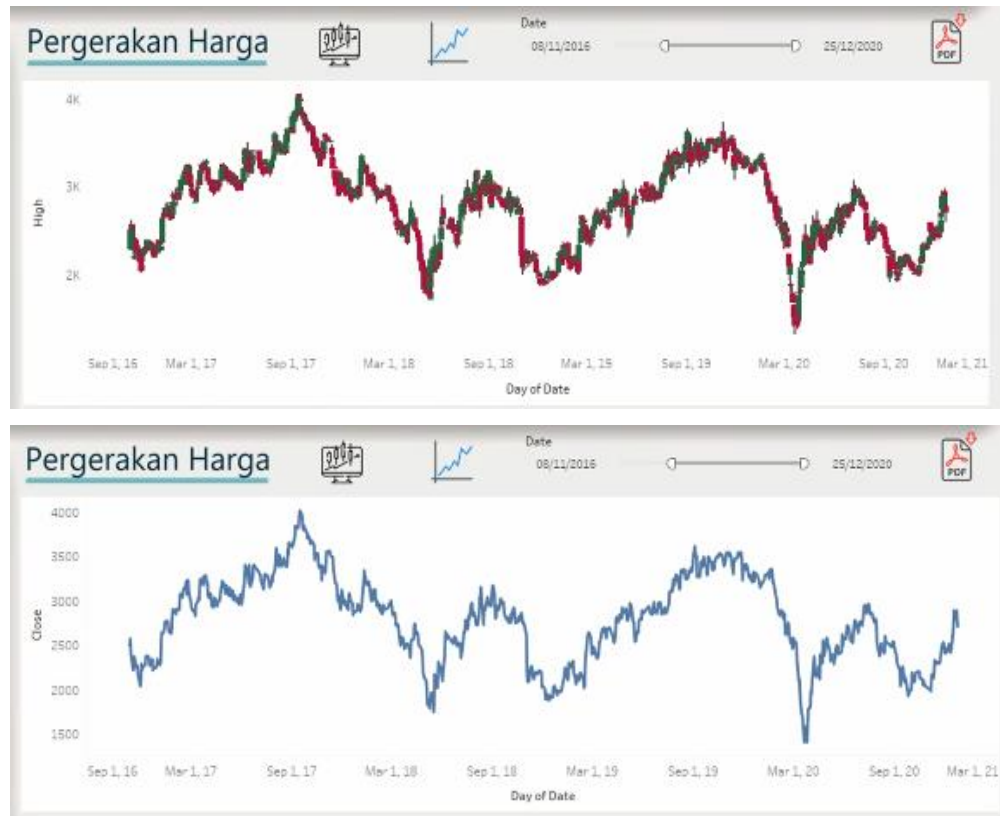 Pergerakan Harga
Date
08/11/2016
25/12/2020
PDF
4K
3K
2K
High
Sep 1, 16
Mar 1, 17
Sep 1, 17
Mar 1, 18
Sep 1, 18
Mar 1, 19
Sep 1, 19
Mar 1, 20
Sep 1, 20
Mar 1, 21
Day of Date
Pergerakan Harga
Date
08/11/2016
25/12/2020
PDF
4000
3500
3000
2500
2000
1500
Close
Sep 1, 16
Mar 1, 17
Sep 1, 17
Mar 1, 18
Sep 1, 18
Mar 1, 19
Sep 1, 19
Mar 1, 20
Sep 1, 20
Mar 1, 21
Day of Date